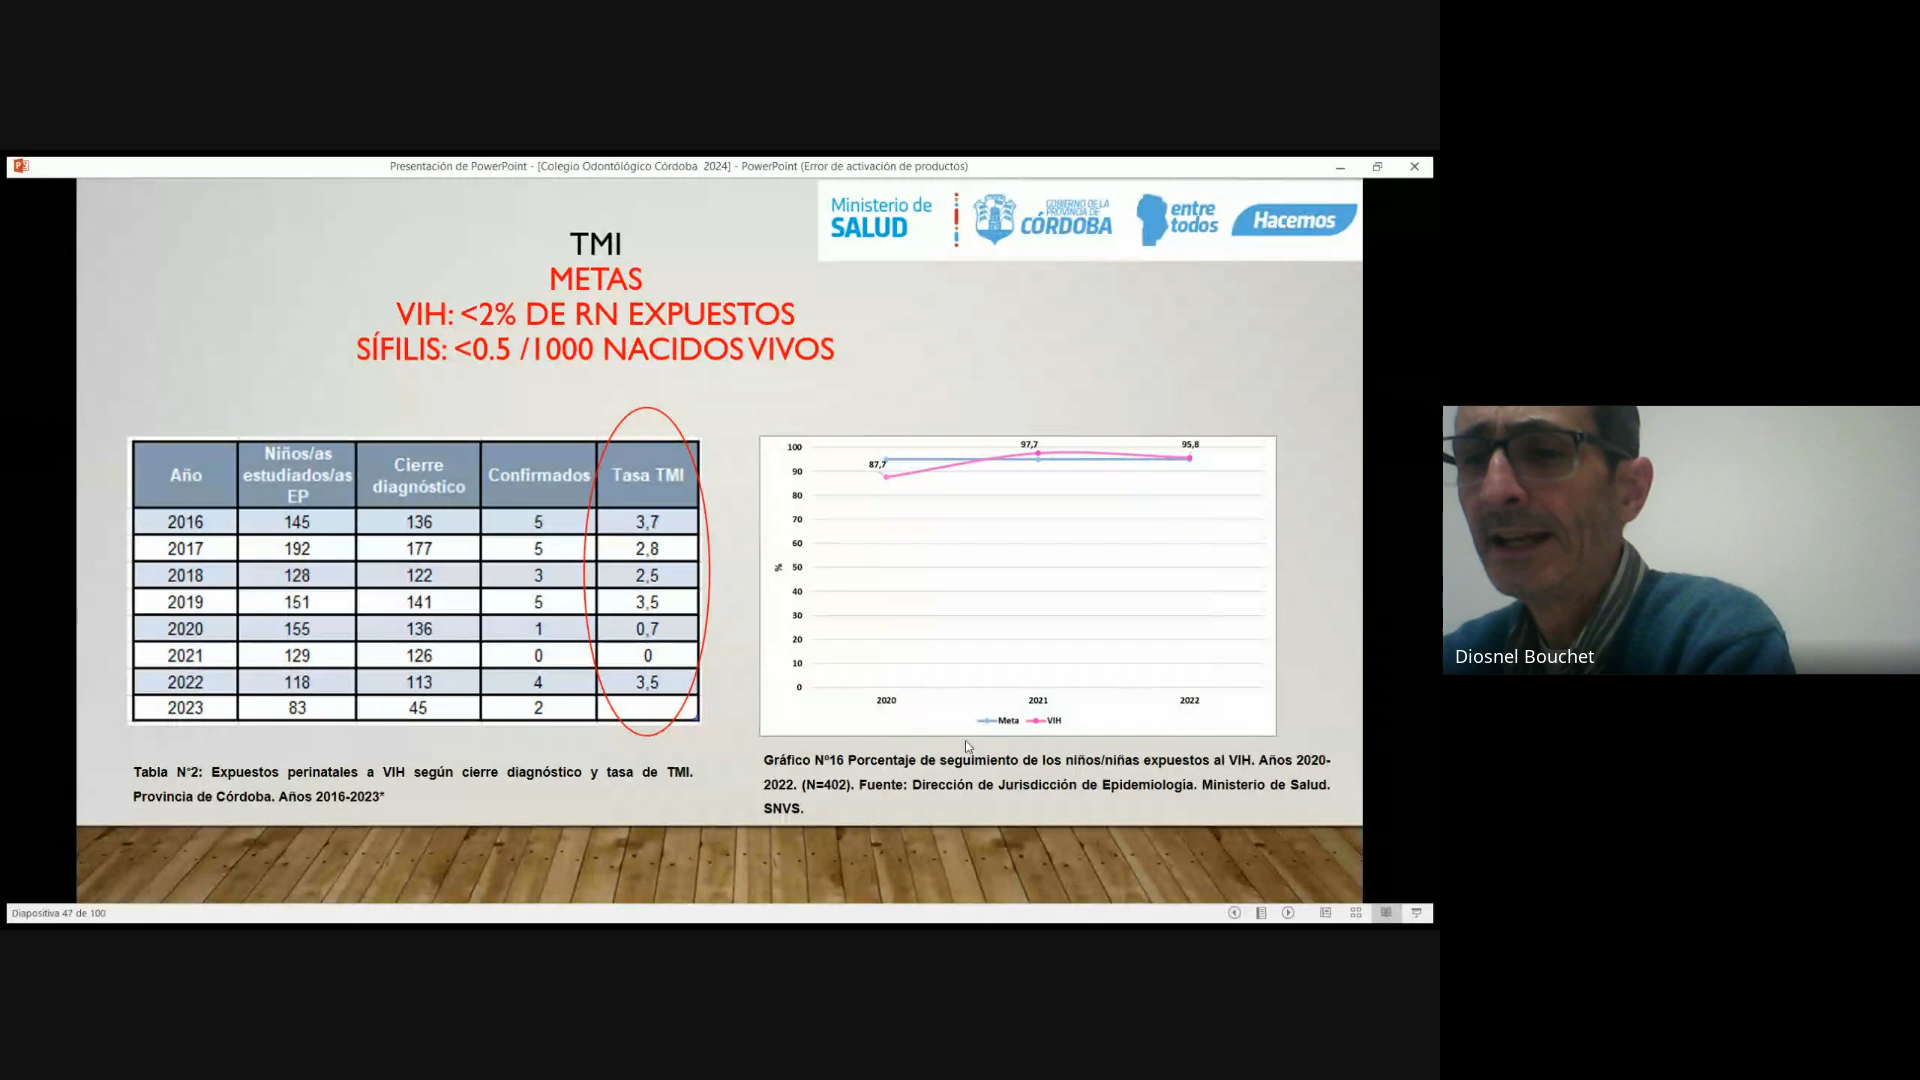 Presentación de PowerPoint - [Colegio Odontólógico Córdoba 2024] - PowerPoint (Error de activación de productos)
Ministerio de
SALUD
GOBIERNO DE LA
PROVINCIA DE
CÓRDOBA
entre
todos
Hacemos
TMI
METAS
VIH: <2% DE RN EXPUESTOS
SÍFILIS: <0.5 /1000 NACIDOS VIVOS
Año Niños/as estudiados/as EP Cierre diagnóstico Confirmados Tasa TMI
2016 145 136 5 3,7
2017 192 177 5 2,8
2018 128 122 3 2,5
2019 151 141 5 3,5
2020 155 136 1 0,7
2021 129 126 0 0
2022 118 113 4 3,5
2023 83 45 2
Tabla N°2: Expuestos perinatales a VIH según cierre diagnóstico y tasa de TMI.
Provincia de Córdoba. Años 2016-2023*
87,7
97,7
95,8
100
90
80
70
60
50
40
30
20
10
0
%
2020 2021 2022
Meta VIH
Gráfico Nº16 Porcentaje de seguimiento de los niños/niñas expuestos al VIH. Años 2020-
2022. (N=402). Fuente: Dirección de Jurisdicción de Epidemiología. Ministerio de Salud.
SNVS.
Diapositiva 47 de 100
Diosnel Bouchet